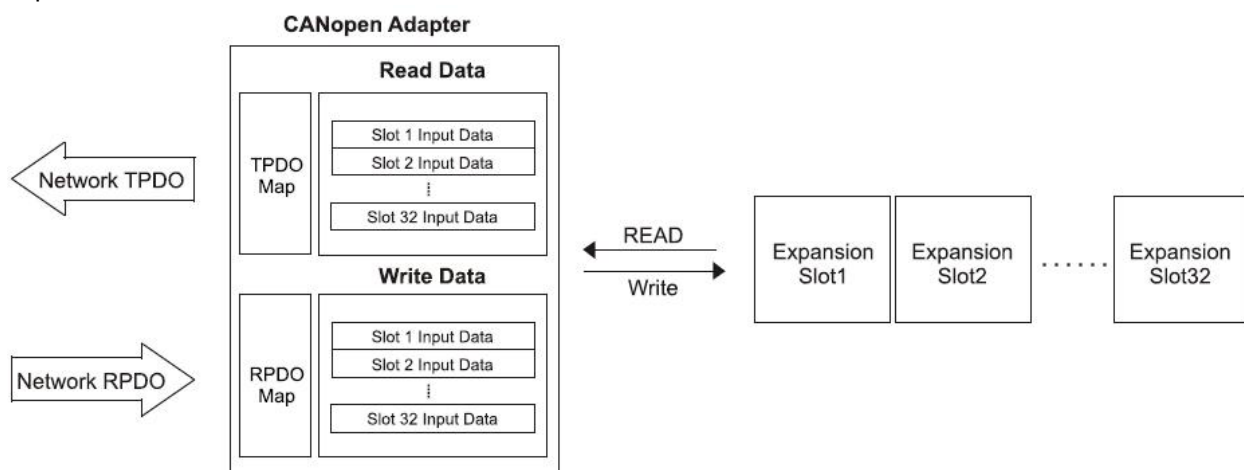 CANopen Adapter
Read Data
TPDO
Map
Slot 1 Input Data
Slot 2 Input Data
Slot 32 Input Data
Network TPDO
READ
Write
Expansion
Slot1
Expansion
Slot2
Expansion
Slot32
Write Data
RPDO
Map
Slot 1 Input Data
Slot 2 Input Data
Slot 32 Input Data
Network RPDO